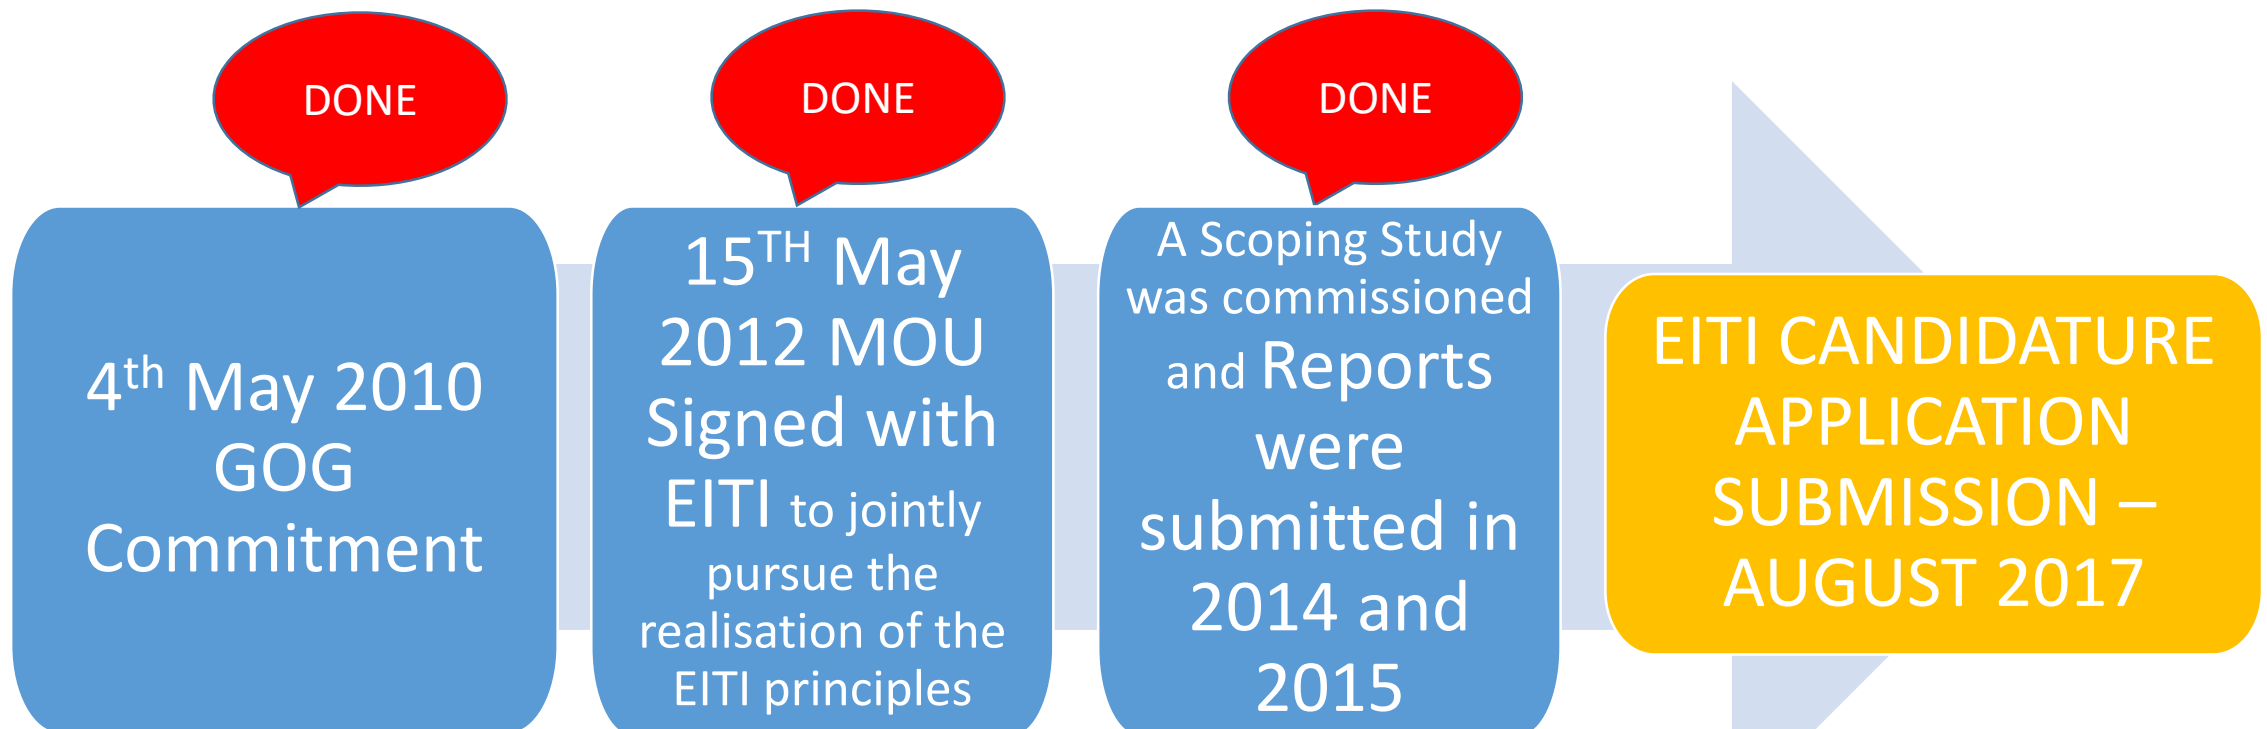 DONE
DONE
DONE
4th May 2010
GOG
Commitment
15TH May
2012 MOU
Signed with
EITI to jointly
pursue the
realisation of the
EITI principles
A Scoping Study
was commissioned
and Reports
were
submitted in
2014 and
2015
EITI CANDIDATURE
APPLICATION
SUBMISSION –
AUGUST 2017